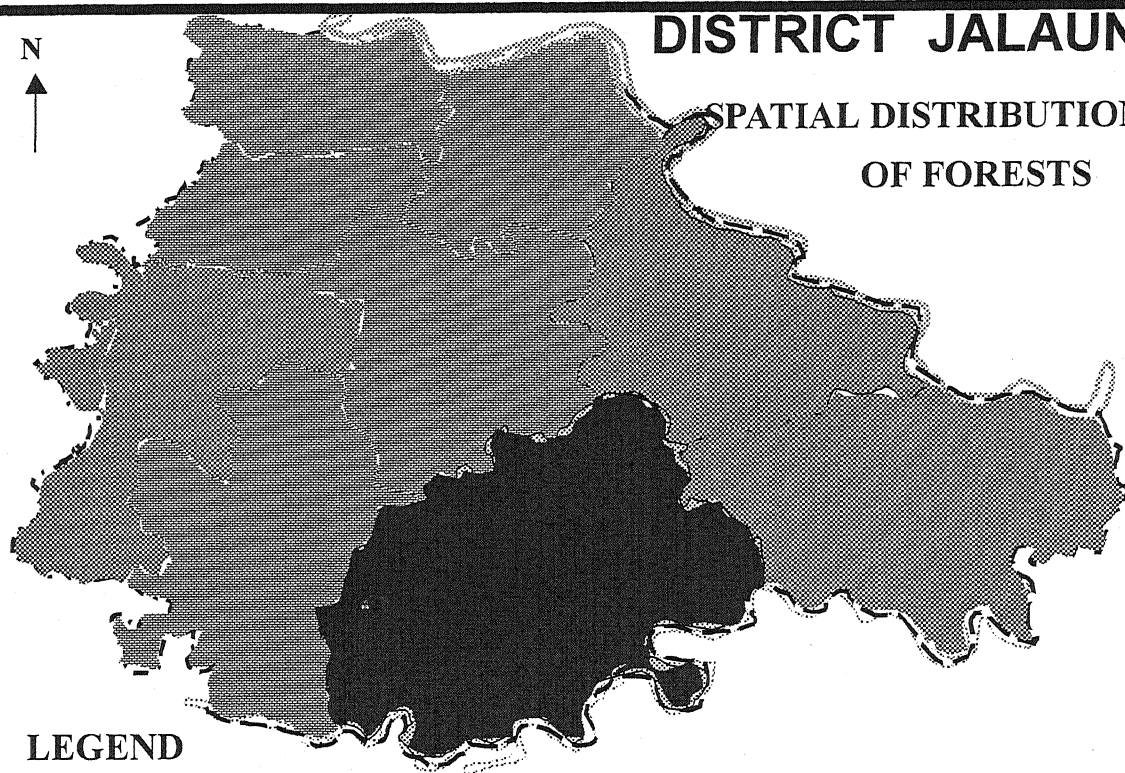 N
DISTRICT JALAUN
SPATIAL DISTRIBUTION
OF FORESTS
LEGEND